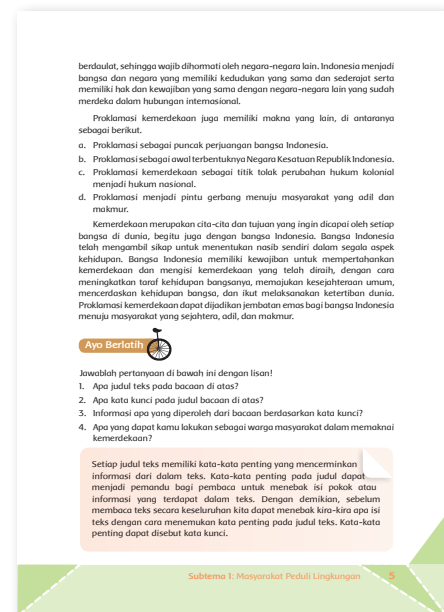 berdaulat, sehingga wajib dihormati oleh negara-negara lain. Indonesia menjadi
bangsa dan negara yang memiliki kedudukan yang sama dan sederajat serta
memiliki hak dan kewajiban yang sama dengan negara-negara lain yang sudah
merdeka dalam hubungan internasional.
Proklamasi kemerdekaan juga memiliki makna yang lain, di antaranya
sebagai berikut.
a. Proklamasi sebagai puncak perjuangan bangsa Indonesia.
b. Proklamasi sebagai awal terbentuknya Negara Kesatuan Republik Indonesia.
c. Proklamasi kemerdekaan sebagai titik tolak perubahan hukum kolonial
menjadi hukum nasional.
d. Proklamasi menjadi pintu gerbang menuju masyarakat yang adil dan
makmur.
Kemerdekaan merupakan cita-cita dan tujuan yang ingin dicapai oleh setiap
bangsa di dunia, begitu juga dengan bangsa Indonesia. Bangsa Indonesia
telah mengambil sikap untuk menentukan nasib sendiri dalam segala aspek
kehidupan. Bangsa Indonesia memiliki kewajiban untuk mempertahankan
kemerdekaan dan mengisi kemerdekaan yang telah diraih, dengan cara
meningkatkan taraf kehidupan bangsanya, memajukan kesejahteraan umum,
mencerdaskan kehidupan bangsa, dan ikut melaksanakan ketertiban dunia.
Proklamasi kemerdekaan dapat dijadikan jembatan emas bagi bangsa Indonesia
menuju masyarakat yang sejahtera, adil, dan makmur.
Ayo Berlatih
Jawablah pertanyaan di bawah ini dengan lisan!
1. Apa judul teks pada bacaan di atas?
2. Apa kata kunci pada judul bacaan di atas?
3. Informasi apa yang diperoleh dari bacaan berdasarkan kata kunci?
4. Apa yang dapat kamu lakukan sebagai warga masyarakat dalam memaknai
kemerdekaan?
Setiap judul teks memiliki kata-kata penting yang mencerminkan
informasi dari dalam teks. Kata-kata penting pada judul dapat
menjadi pemandu bagi pembaca untuk menebak isi pokok atau
informasi yang terdapat dalam teks. Dengan demikian, sebelum
membaca teks secara keseluruhan kita dapat menebak kira-kira apa isi
teks dengan cara menemukan kata penting pada judul teks. Kata-kata
penting dapat disebut kata kunci.
Subtema 1: Masyarakat Peduli Lingkungan 5